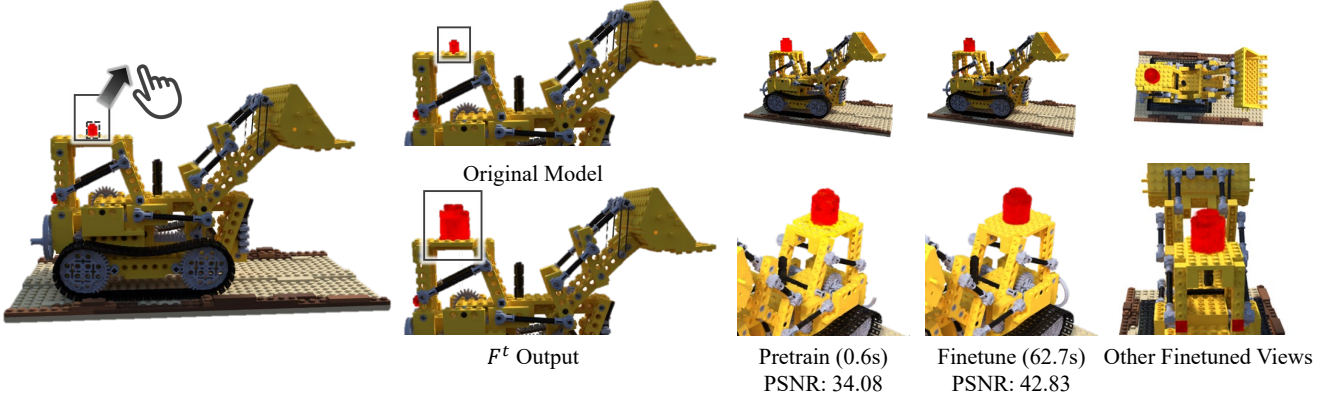 Original Model
F^t Output
Pretrain (0.6s)
PSNR: 34.08
Finetune (62.7s)
PSNR: 42.83
Other Finetuned Views